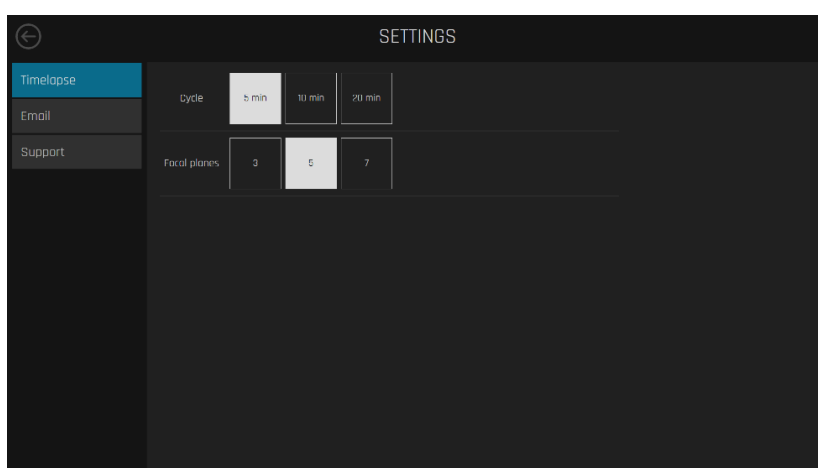 SETTINGS
Timelapse
Email
Support
Cycle 5 min 10 min 20 min
Focal planes 3 5 7